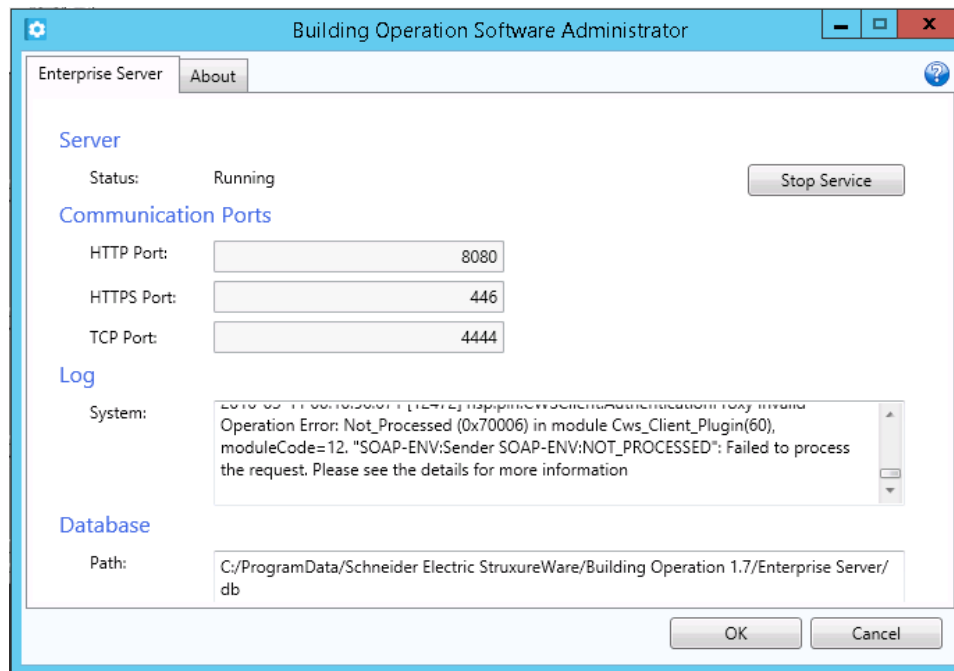 Building Operation Software Administrator
Enterprise Server
About
Server
Status: Running
Stop Service
Communication Ports
HTTP Port: 8080
HTTPS Port: 446
TCP Port: 4444
Log
System:
Operation Error: Not_Processed (0x70006) in module Cws_Client_Plugin(60),
moduleCode=12. "SOAP-ENV:Sender SOAP-ENV:NOT_PROCESSED": Failed to process
the request. Please see the details for more information
Database
Path: C:/ProgramData/Schneider Electric StruxureWare/Building Operation 1.7/Enterprise Server/
db
OK
Cancel